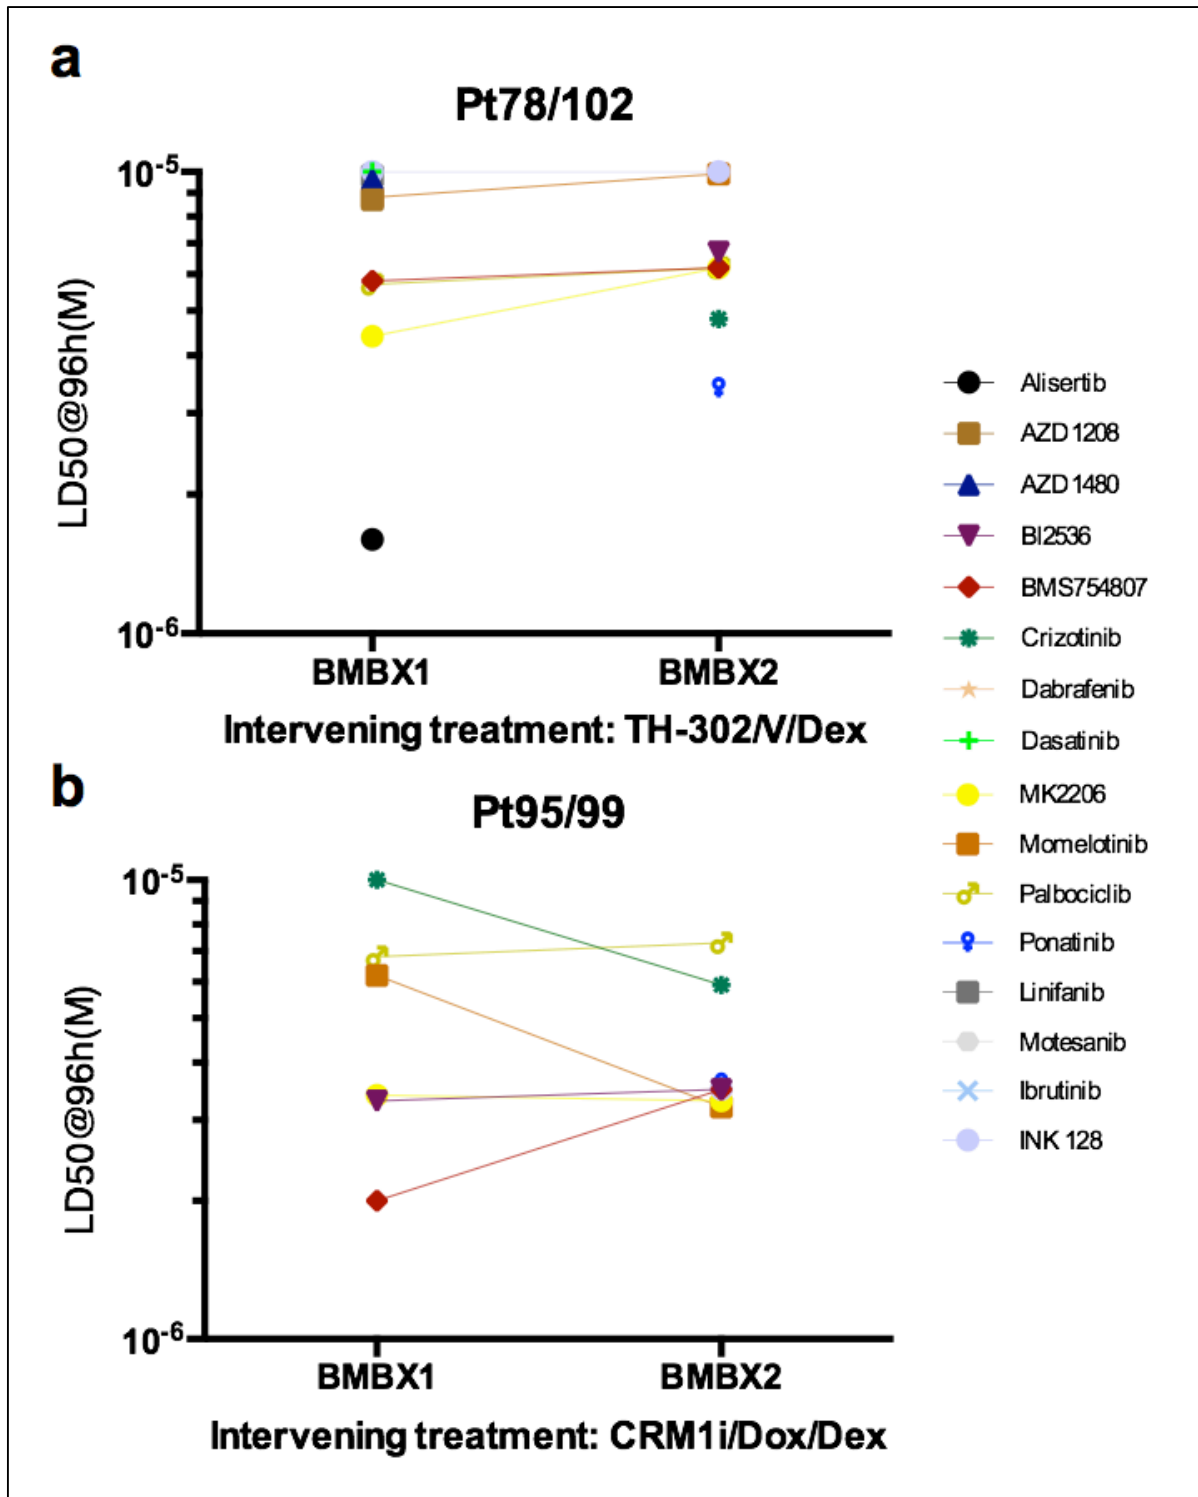 a
Pt78/102
10-5
LD50@96h(M)
10-6
BMBX1 BMBX2
Intervening treatment: TH-302/V/Dex
Alisertib
AZD1208
AZD1480
BI2536
BMS754807
Crizotinib
Dabrafenib
Dasatinib
MK2206
Momelotinib
Palbociclib
Ponatinib
Linifanib
Motesanib
Ibrutinib
INK 128
b
Pt95/99
10-5
LD50@96h(M)
10-6
BMBX1 BMBX2
Intervening treatment: CRM1i/Dox/Dex